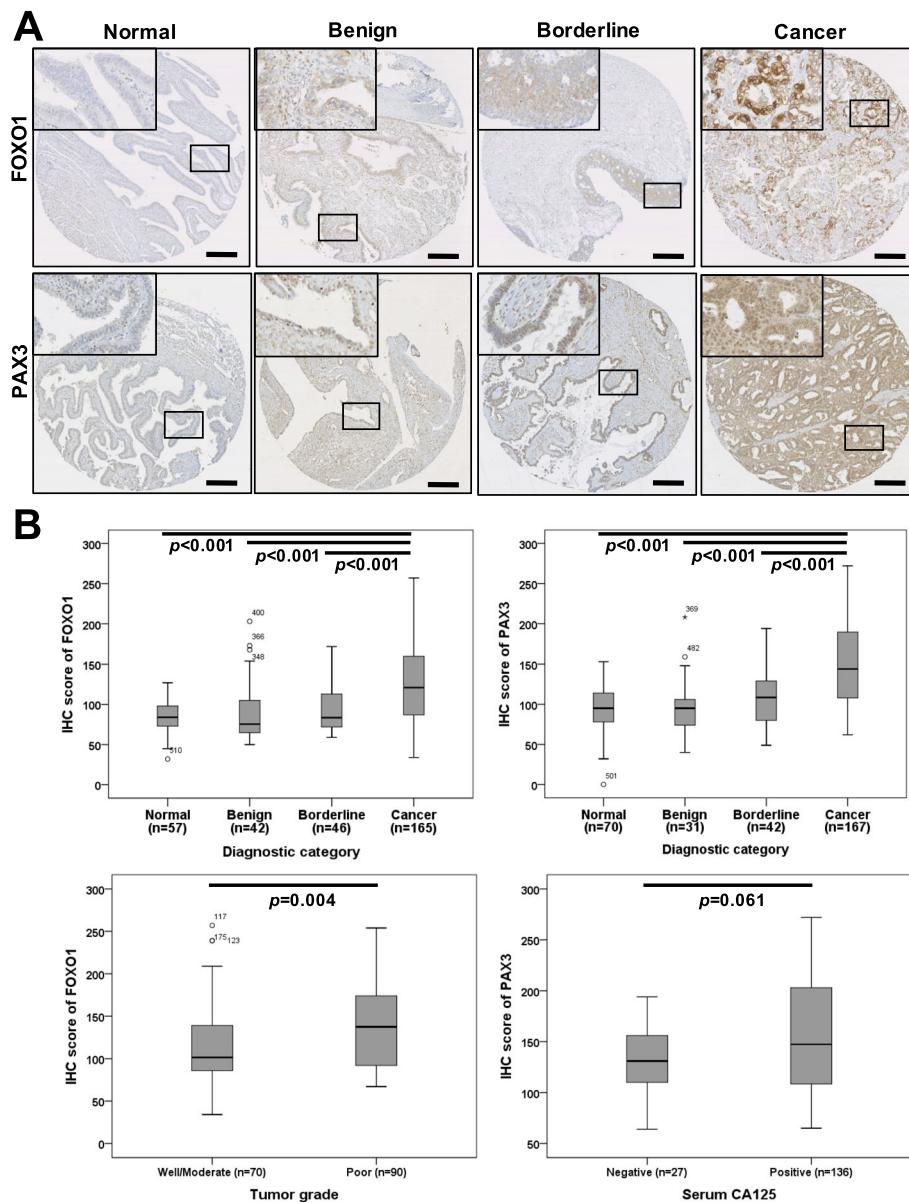 A
Normal
Benign
Borderline
Cancer
FOXO1
PAX3
B
300
250
200
150
100
50
0
IHC score of FOXO1
p<0.001
p<0.001
p<0.001
400
366
348
510
Normal
(n=57)
Benign
(n=42)
Borderline
(n=46)
Cancer
(n=165)
Diagnostic category
300
250
200
150
100
50
0
IHC score of PAX3
p<0.001
p<0.001
p<0.001
369
482
501
Normal
(n=70)
Benign
(n=31)
Borderline
(n=42)
Cancer
(n=167)
Diagnostic category
300
250
200
150
100
50
0
IHC score of FOXO1
p=0.004
117
175 123
Well/Moderate (n=70)
Poor (n=90)
Tumor grade
300
250
200
150
100
50
IHC score of PAX3
p=0.061
Negative (n=27)
Positive (n=136)
Serum CA125